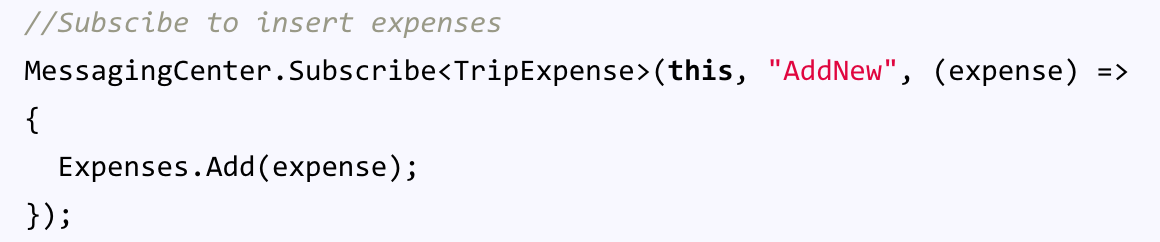 //Subscibe to insert expenses
MessagingCenter.Subscribe<TripExpense>(this, "AddNew", (expense) =>
{
  Expenses.Add(expense);
});